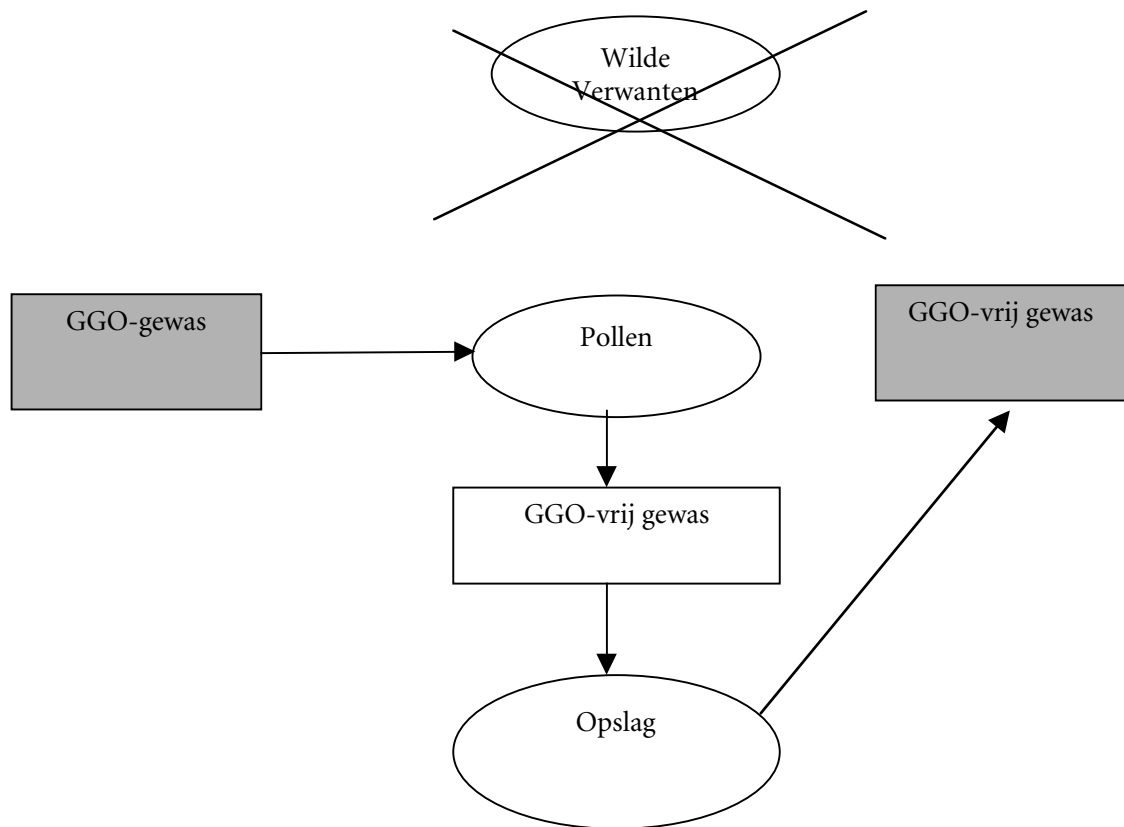 Wilde
Verwanten
GGO-gewas
Pollen
GGO-vrij gewas
GGO-vrij gewas
Opslag